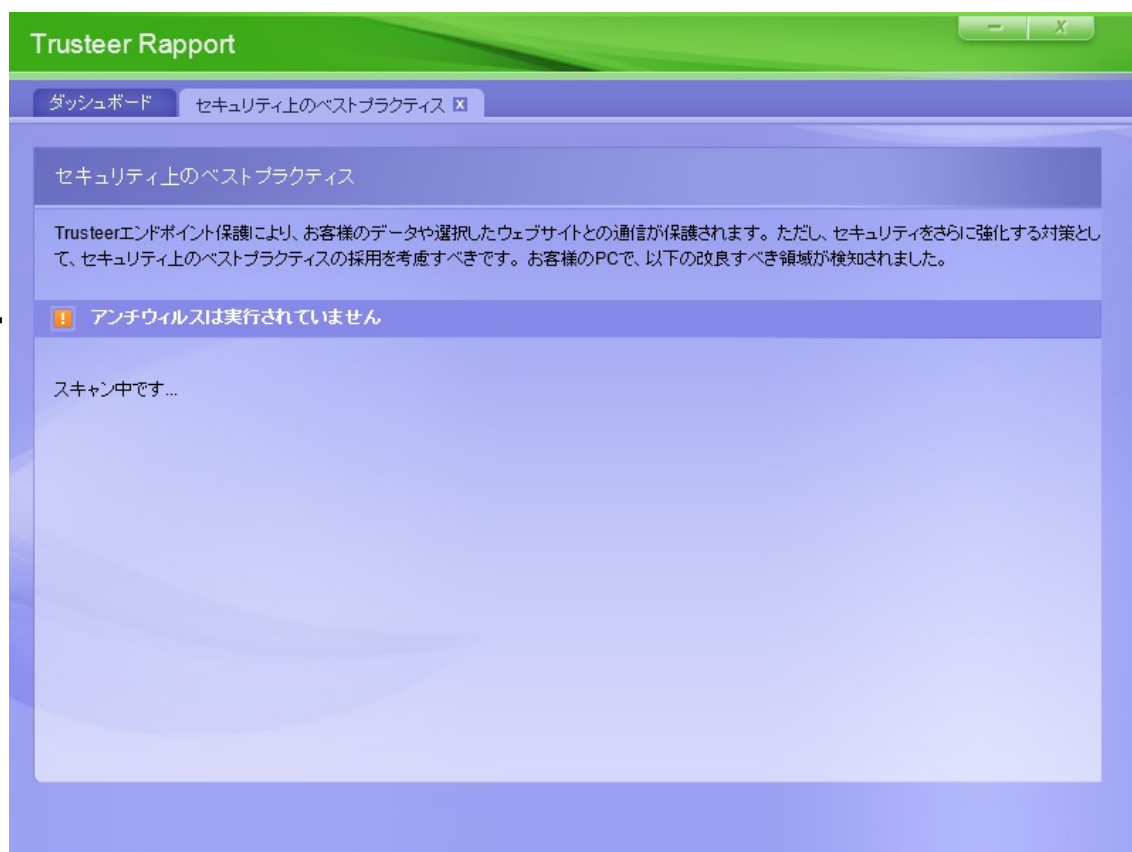 Trusteer Rapport
ダッシュボード
セキュリティ上のベストプラクティス
セキュリティ上のベストプラクティス
Trusteerエンドポイント保護により、お客様のデータや選択したウェブサイトとの通信が保護されます。ただし、セキュリティをさらに強化する対策とし
て、セキュリティ上のベストプラクティスの採用を考慮すべきです。お客様のPCで、以下の改良すべき領域が検知されました。
アンチウィルスは実行されていません
スキャン中です...